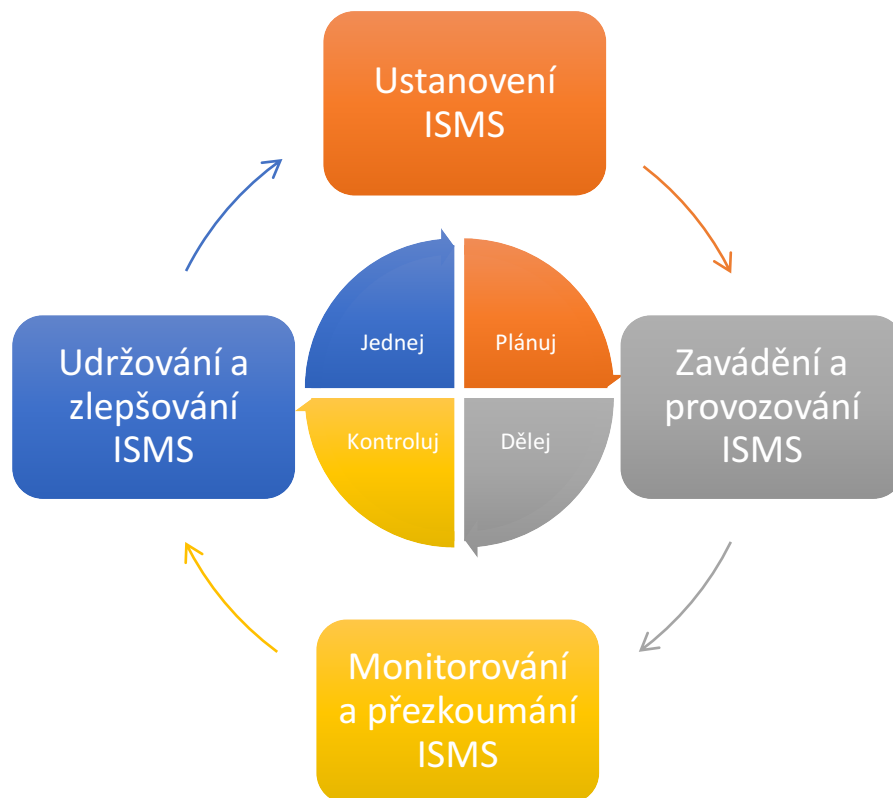 Ustanovení
ISMS
Jednej
Plánuj
Udržování a
zlepšování
ISMS
Zavádění a
provozování
ISMS
Kontroluj
Dělej
Monitorování
a přezkoumání
ISMS